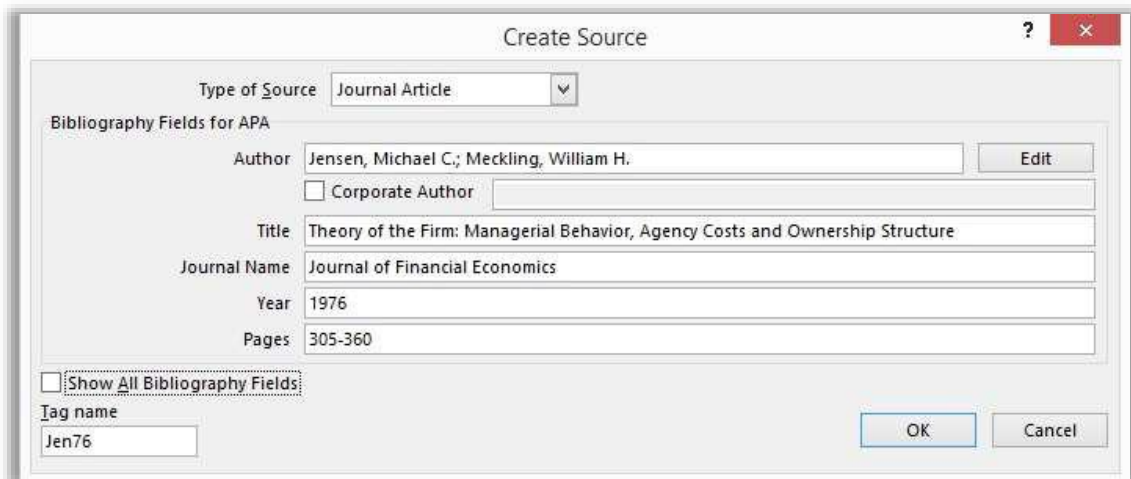 Create Source
?
Type of Source Journal Article
Bibliography Fields for APA
Author Jensen, Michael C.; Meckling, William H. Edit
Corporate Author
Title Theory of the Firm: Managerial Behavior, Agency Costs and Ownership Structure
Journal Name Journal of Financial Economics
Year 1976
Pages 305-360
Show All Bibliography Fields
Tag name
Jen76
OK Cancel